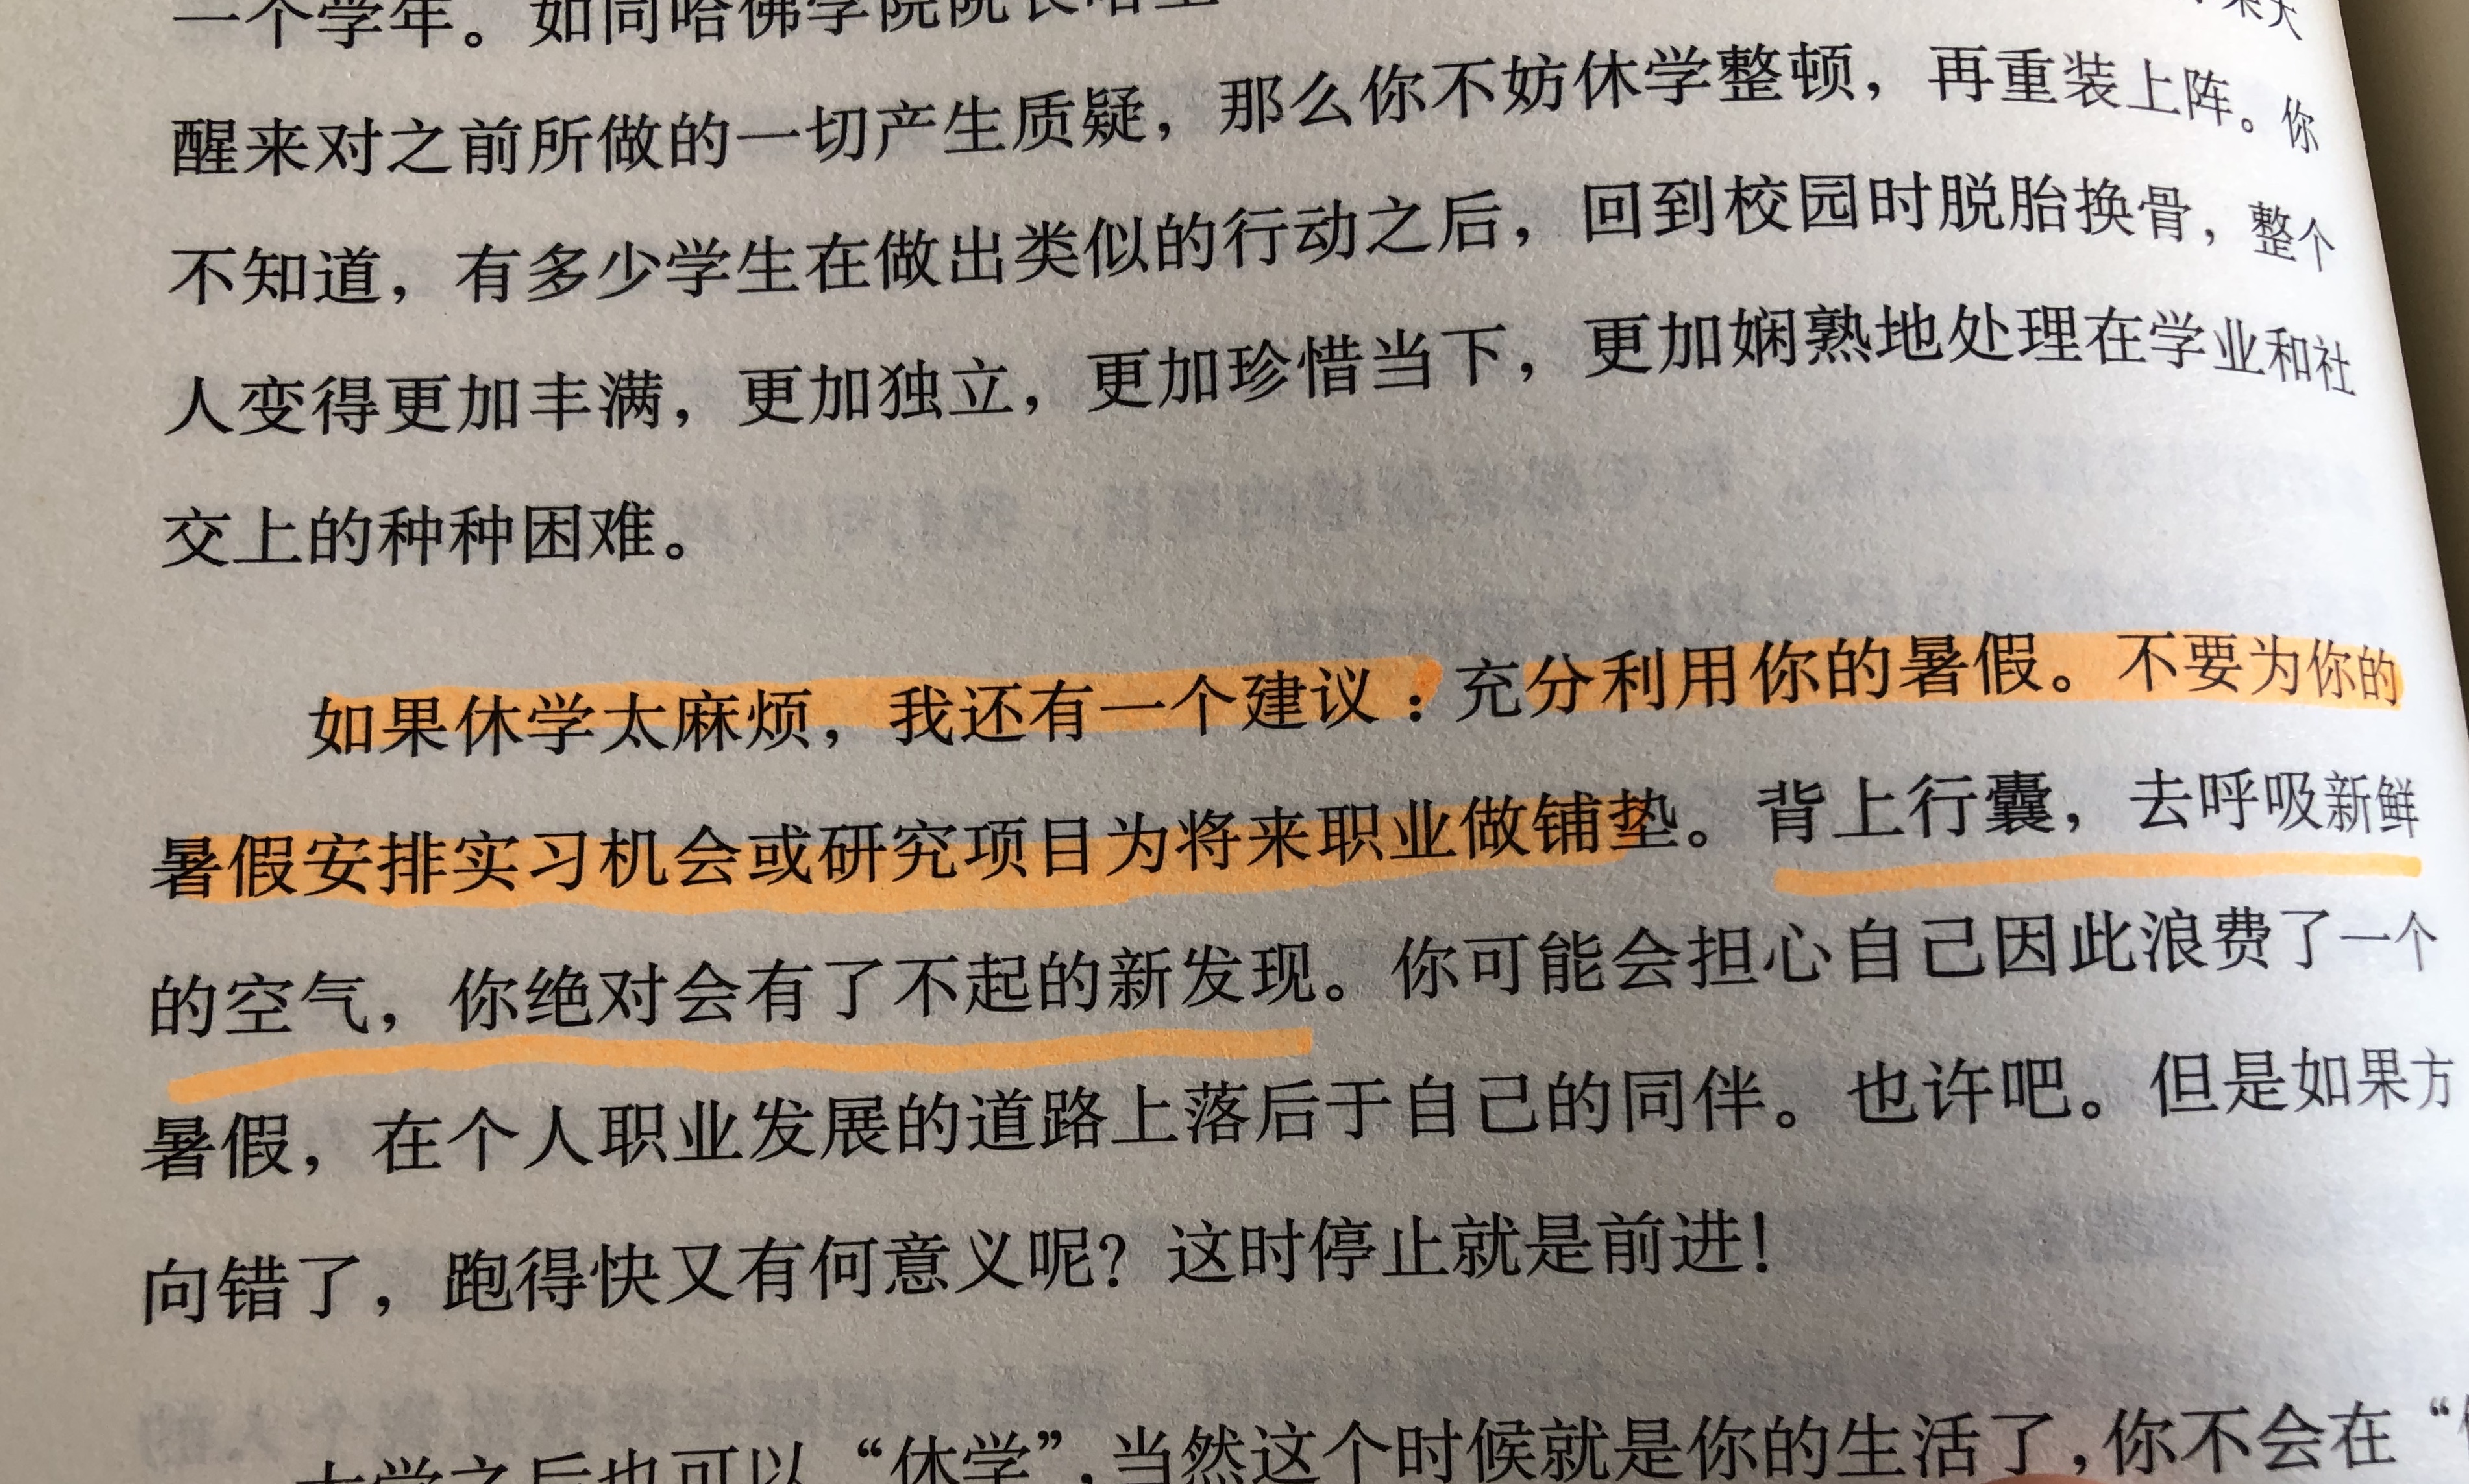 一个学年。如同哈佛学院院长哈里
醒来对之前所做的一切产生质疑，那么你不妨休学整顿，再重装上阵。你
不知道，有多少学生在做出类似的行动之后，回到校园时脱胎换骨，整个
人变得更加丰满，更加独立，更加珍惜当下，更加娴熟地处理在学业和社
交上的种种困难。
如果休学太麻烦，我还有一个建议：充分利用你的暑假。不要为你的
暑假安排实习机会或研究项目为将来职业做铺垫。背上行囊，去呼吸新鲜
的空气，你绝对会有了不起的新发现。你可能会担心自己因此浪费了一个
暑假，在个人职业发展的道路上落后于自己的同伴。也许吧。但是如果方
向错了，跑得快又有何意义呢？这时停止就是前进！
大学之后也可以“休学”，当然这个时候就是你的生活了，你不会在“